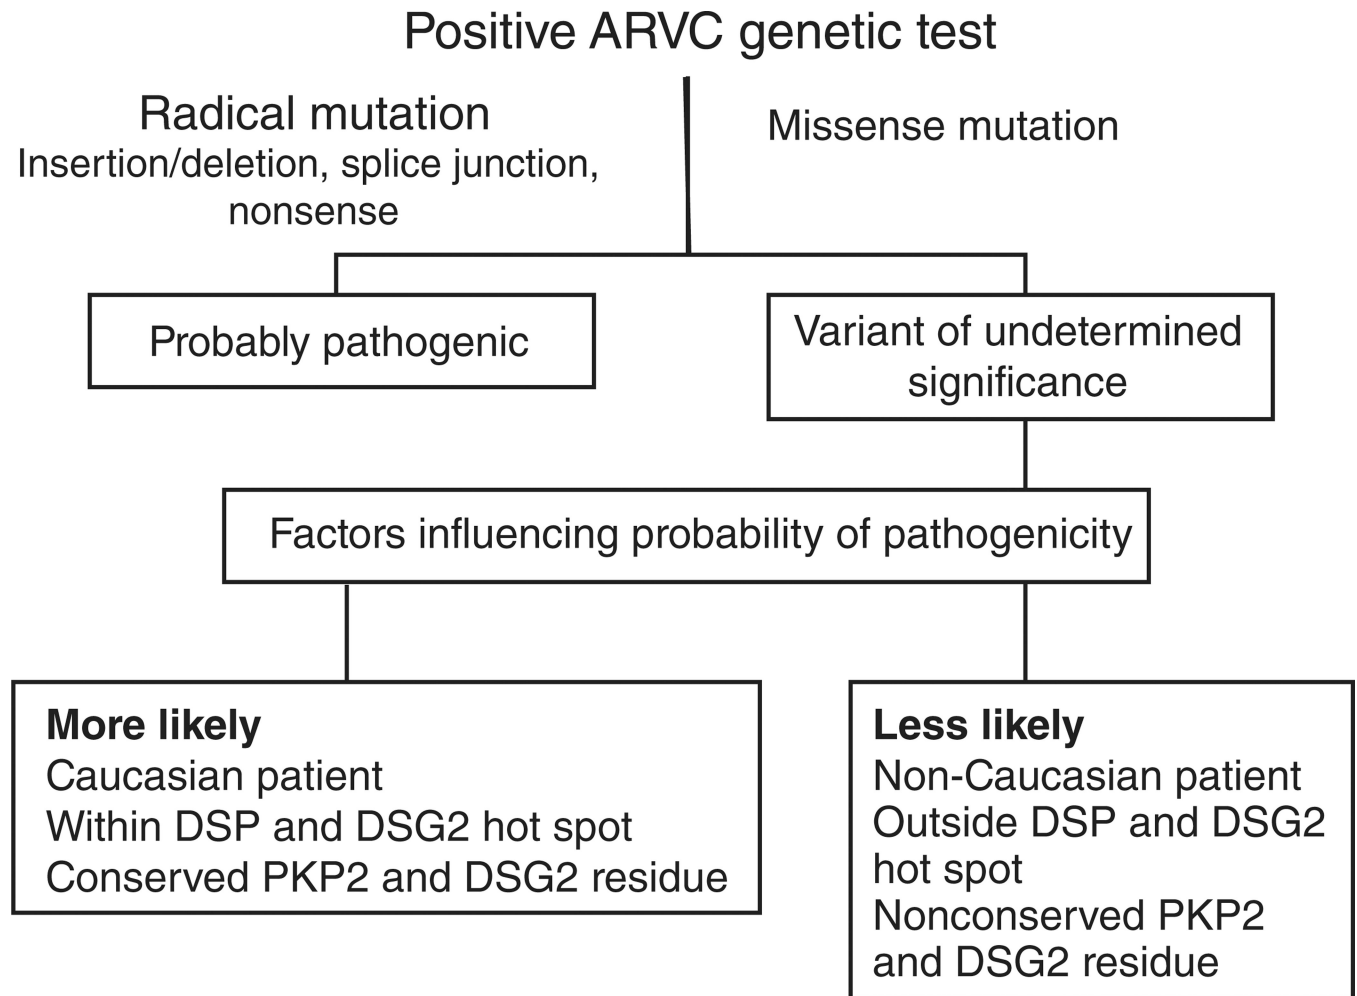 Positive ARVC genetic test
Radical mutation
Insertion/deletion, splice junction,
nonsense
Missense mutation
Probably pathogenic
Variant of undetermined
significance
Factors influencing probability of pathogenicity
More likely
Caucasian patient
Within DSP and DSG2 hot spot
Conserved PKP2 and DSG2 residue
Less likely
Non-Caucasian patient
Outside DSP and DSG2
hot spot
Nonconserved PKP2
and DSG2 residue